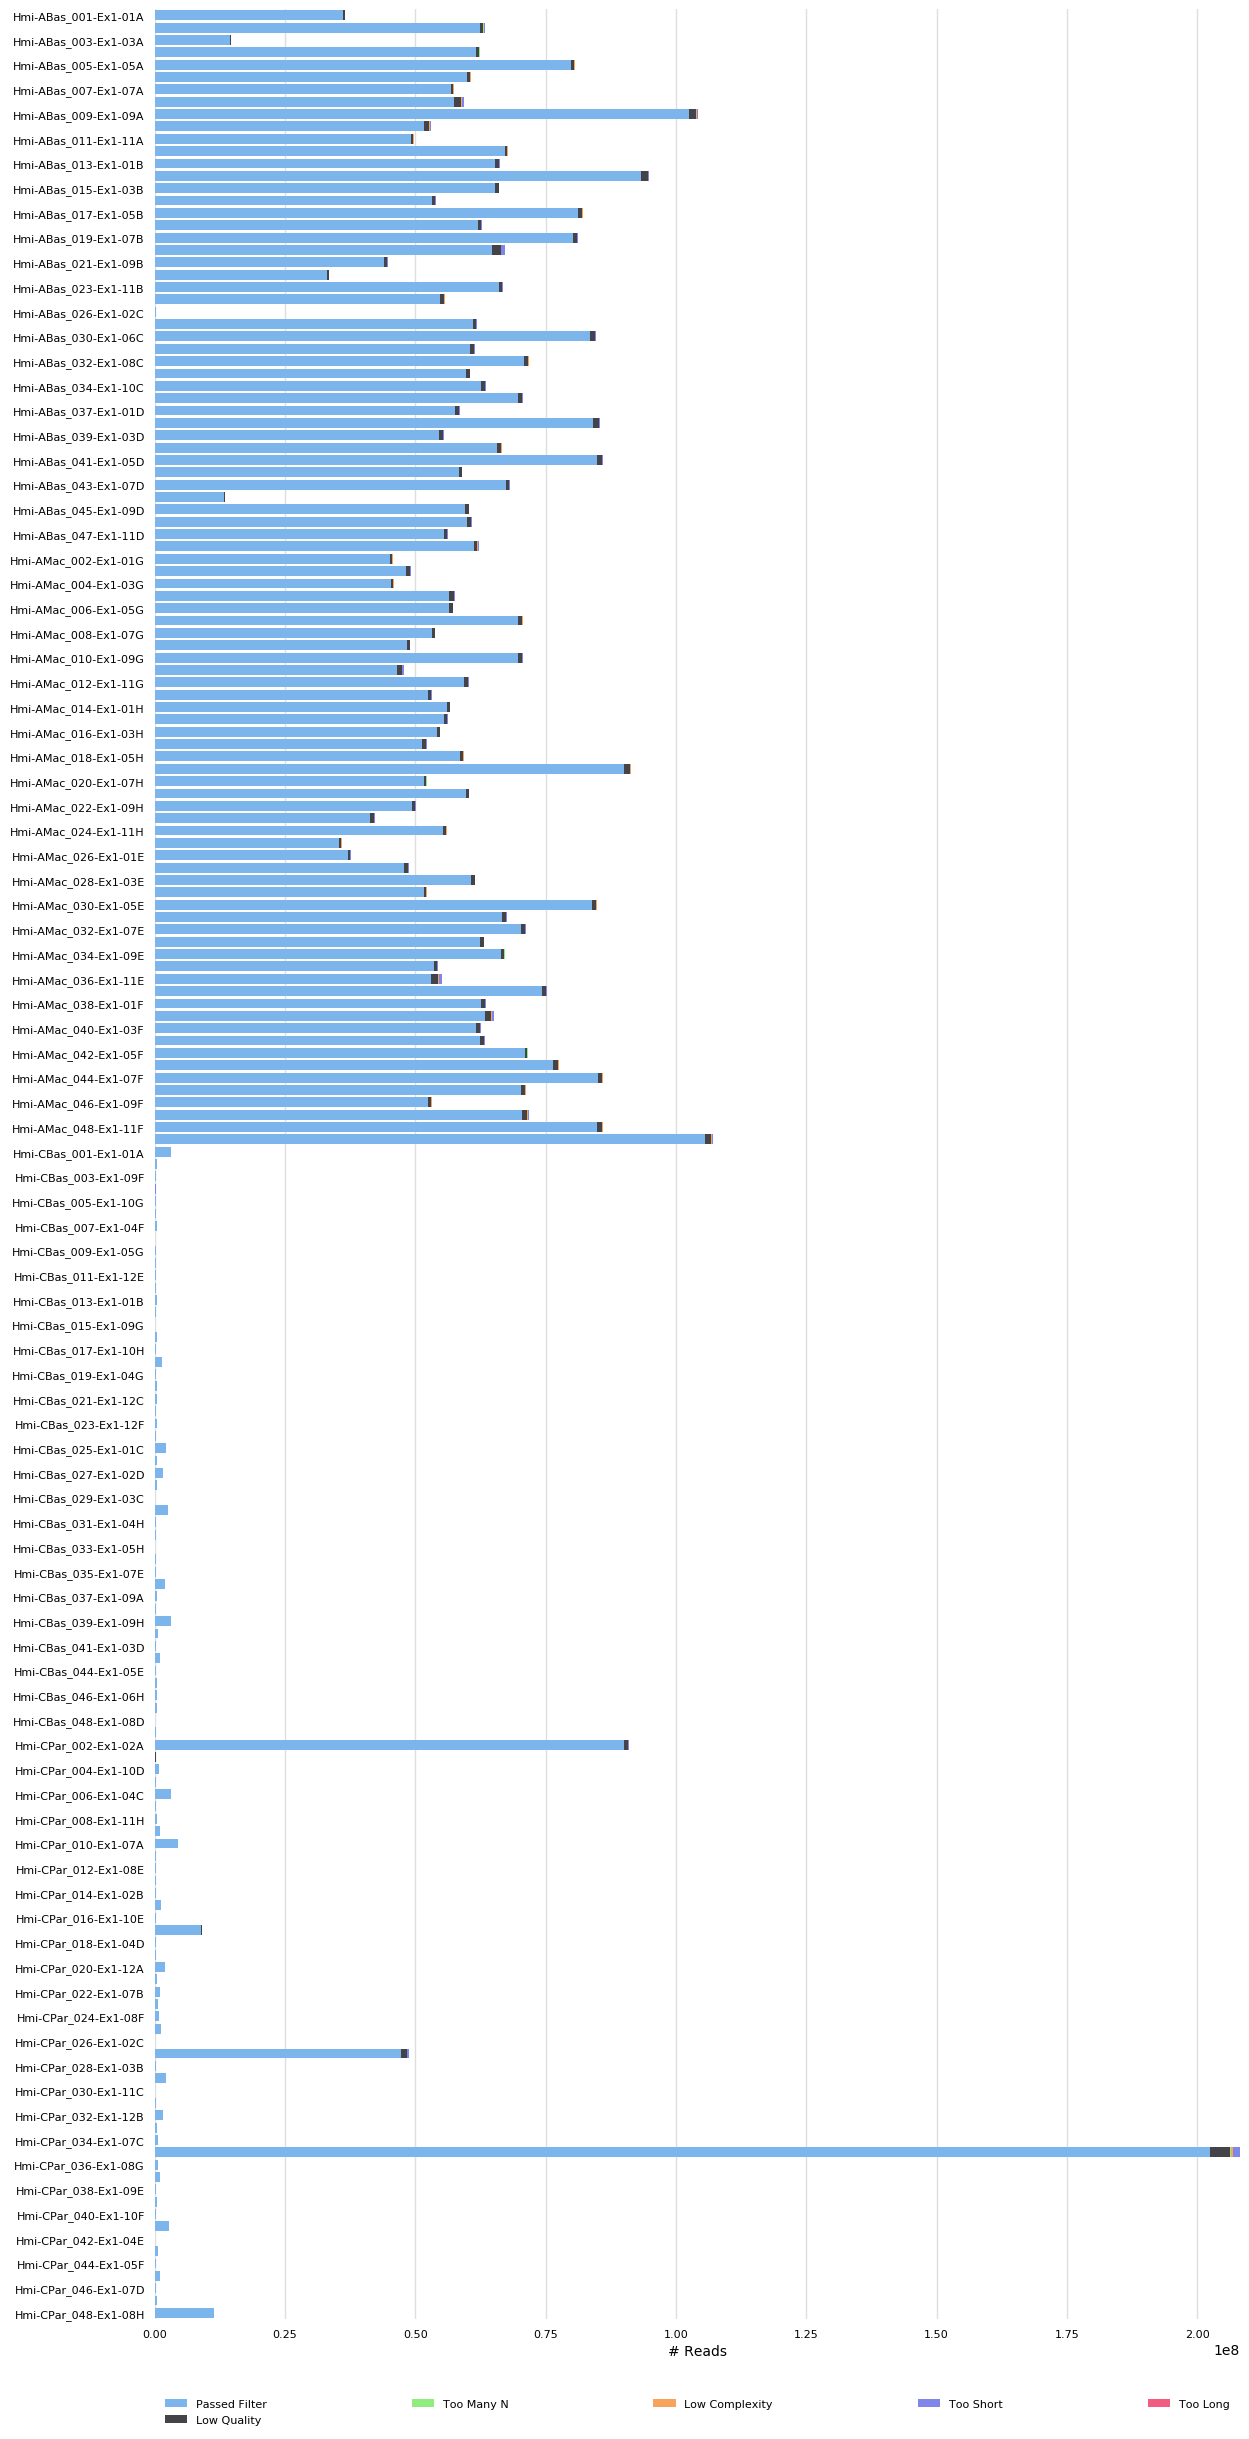 Hmi-ABas_001-Ex1-01A
Hmi-ABas_003-Ex1-03A
Hmi-ABas_005-Ex1-05A
Hmi-ABas_007-Ex1-07A
Hmi-ABas_009-Ex1-09A
Hmi-ABas_011-Ex1-11A
Hmi-ABas_013-Ex1-01B
Hmi-ABas_015-Ex1-03B
Hmi-ABas_017-Ex1-05B
Hmi-ABas_019-Ex1-07B
Hmi-ABas_021-Ex1-09B
Hmi-ABas_023-Ex1-11B
Hmi-ABas_026-Ex1-02C
Hmi-ABas_030-Ex1-06C
Hmi-ABas_032-Ex1-08C
Hmi-ABas_034-Ex1-10C
Hmi-ABas_037-Ex1-01D
Hmi-ABas_039-Ex1-03D
Hmi-ABas_041-Ex1-05D
Hmi-ABas_043-Ex1-07D
Hmi-ABas_045-Ex1-09D
Hmi-ABas_047-Ex1-11D
Hmi-AMac_002-Ex1-01G
Hmi-AMac_004-Ex1-03G
Hmi-AMac_006-Ex1-05G
Hmi-AMac_008-Ex1-07G
Hmi-AMac_010-Ex1-09G
Hmi-AMac_012-Ex1-11G
Hmi-AMac_014-Ex1-01H
Hmi-AMac_016-Ex1-03H
Hmi-AMac_018-Ex1-05H
Hmi-AMac_020-Ex1-07H
Hmi-AMac_022-Ex1-09H
Hmi-AMac_024-Ex1-11H
Hmi-AMac_026-Ex1-01E
Hmi-AMac_028-Ex1-03E
Hmi-AMac_030-Ex1-05E
Hmi-AMac_032-Ex1-07E
Hmi-AMac_034-Ex1-09E
Hmi-AMac_036-Ex1-11E
Hmi-AMac_038-Ex1-01F
Hmi-AMac_040-Ex1-03F
Hmi-AMac_042-Ex1-05F
Hmi-AMac_044-Ex1-07F
Hmi-AMac_046-Ex1-09F
Hmi-AMac_048-Ex1-11F
Hmi-CBas_001-Ex1-01A
Hmi-CBas_003-Ex1-09F
Hmi-CBas_005-Ex1-10G
Hmi-CBas_007-Ex1-04F
Hmi-CBas_009-Ex1-05G
Hmi-CBas_011-Ex1-12E
Hmi-CBas_013-Ex1-01B
Hmi-CBas_015-Ex1-09G
Hmi-CBas_017-Ex1-10H
Hmi-CBas_019-Ex1-04G
Hmi-CBas_021-Ex1-12C
Hmi-CBas_023-Ex1-12F
Hmi-CBas_025-Ex1-01C
Hmi-CBas_027-Ex1-02D
Hmi-CBas_029-Ex1-03C
Hmi-CBas_031-Ex1-04H
Hmi-CBas_033-Ex1-05H
Hmi-CBas_035-Ex1-07E
Hmi-CBas_037-Ex1-09A
Hmi-CBas_039-Ex1-09H
Hmi-CBas_041-Ex1-03D
Hmi-CBas_044-Ex1-05E
Hmi-CBas_046-Ex1-06H
Hmi-CBas_048-Ex1-08D
Hmi-CPar_002-Ex1-02A
Hmi-CPar_004-Ex1-10D
Hmi-CPar_006-Ex1-04C
Hmi-CPar_008-Ex1-11H
Hmi-CPar_010-Ex1-07A
Hmi-CPar_012-Ex1-08E
Hmi-CPar_014-Ex1-02B
Hmi-CPar_016-Ex1-10E
Hmi-CPar_018-Ex1-04D
Hmi-CPar_020-Ex1-12A
Hmi-CPar_022-Ex1-07B
Hmi-CPar_024-Ex1-08F
Hmi-CPar_026-Ex1-02C
Hmi-CPar_028-Ex1-03B
Hmi-CPar_030-Ex1-11C
Hmi-CPar_032-Ex1-12B
Hmi-CPar_034-Ex1-07C
Hmi-CPar_036-Ex1-08G
Hmi-CPar_038-Ex1-09E
Hmi-CPar_040-Ex1-10F
Hmi-CPar_042-Ex1-04E
Hmi-CPar_044-Ex1-05F
Hmi-CPar_046-Ex1-07D
Hmi-CPar_048-Ex1-08H
0.00 0.25 0.50 0.75 1.00 1.25 1.50 1.75 2.00
# Reads 1e8
Passed Filter Too Many N Low Complexity Too Short Too Long
Low Quality